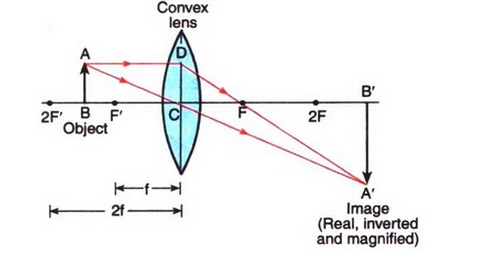 Convex
lens
A
D
B'
2F'
B
F'
C
F
2F
Object
f
2f
A'
Image
(Real, inverted
and magnified)